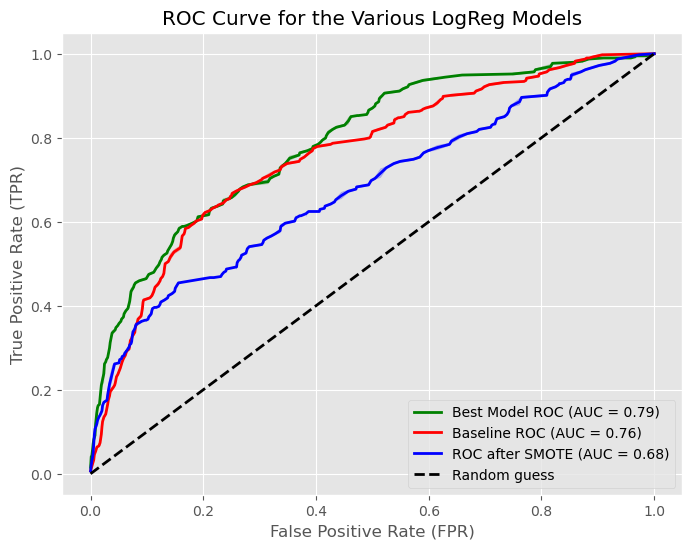 ROC Curve for the Various LogReg Models
True Positive Rate (TPR)
1.0
0.8
0.6
0.4
0.2
0.0
Best Model ROC (AUC = 0.79)
Baseline ROC (AUC = 0.76)
ROC after SMOTE (AUC = 0.68)
Random guess
0.0 0.2 0.4 0.6 0.8 1.0
False Positive Rate (FPR)